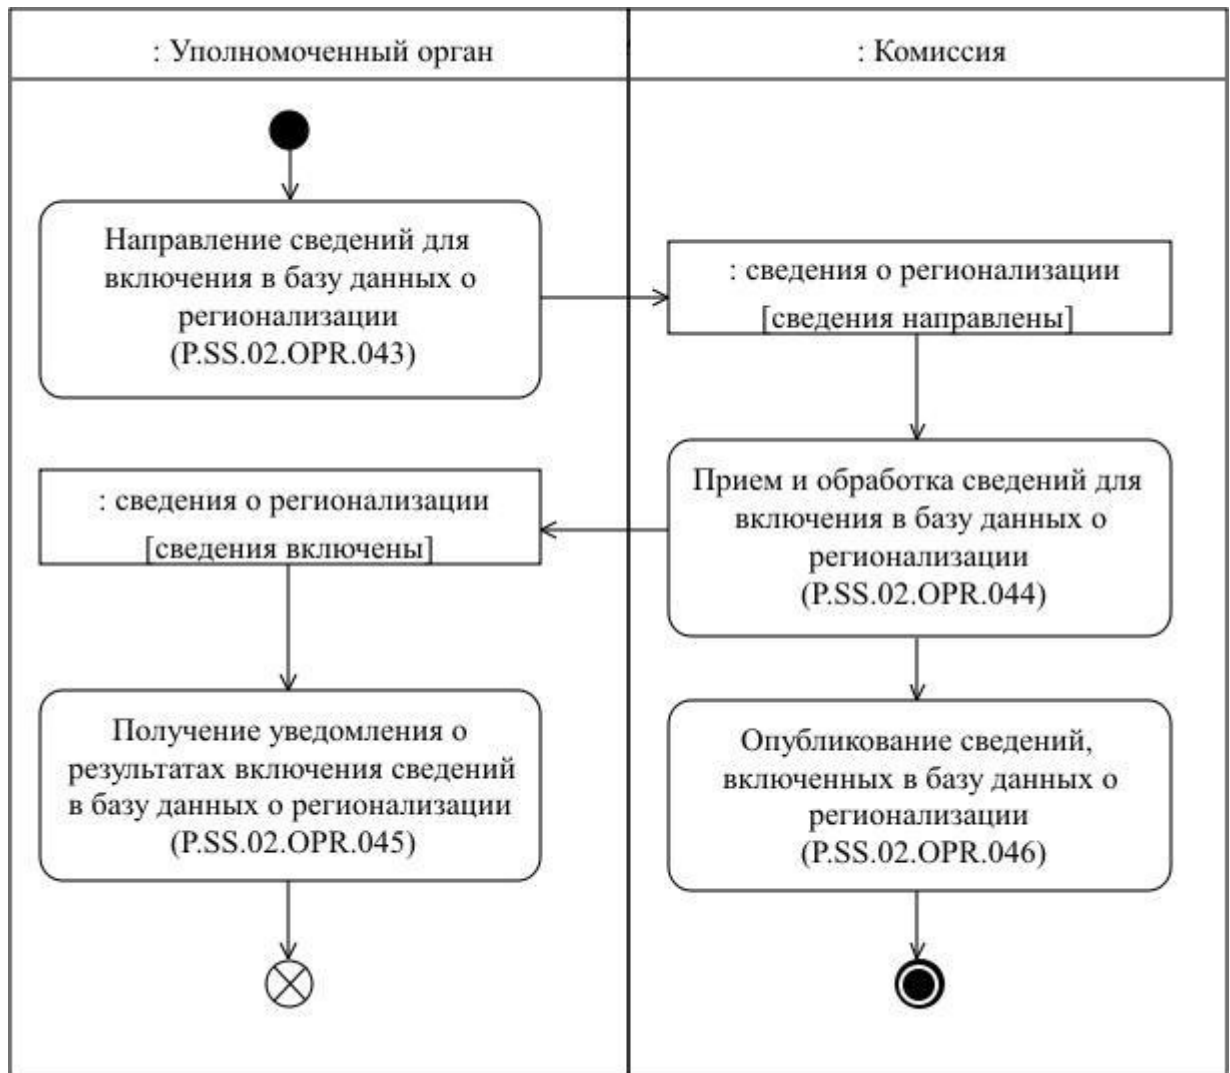 : Уполномоченный орган
: Комиссия
Направление сведений для
включения в базу данных о
регионализации
(P.SS.02.OPR.043)
: сведения о регионализации
[сведения направлены]
Прием и обработка сведений для
включения в базу данных о
регионализации
(P.SS.02.OPR.044)
: сведения о регионализации
[сведения включены]
Получение уведомления о
результатах включения сведений
в базу данных о регионализации
(P.SS.02.OPR.045)
Опубликование сведений,
включенных в базу данных о
регионализации
(P.SS.02.OPR.046)